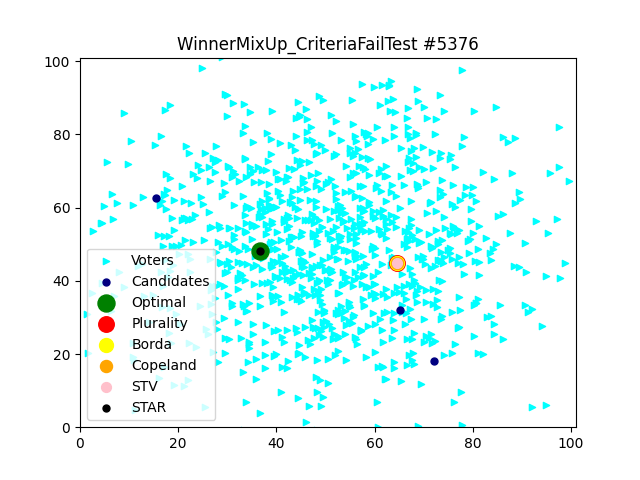 WinnerMixUp_CriteriaFailTest #5376
100
80
60
40
20
0
Voters
Candidates
Optimal
Plurality
Borda
Copeland
STV
STAR
0 20 40 60 80 100